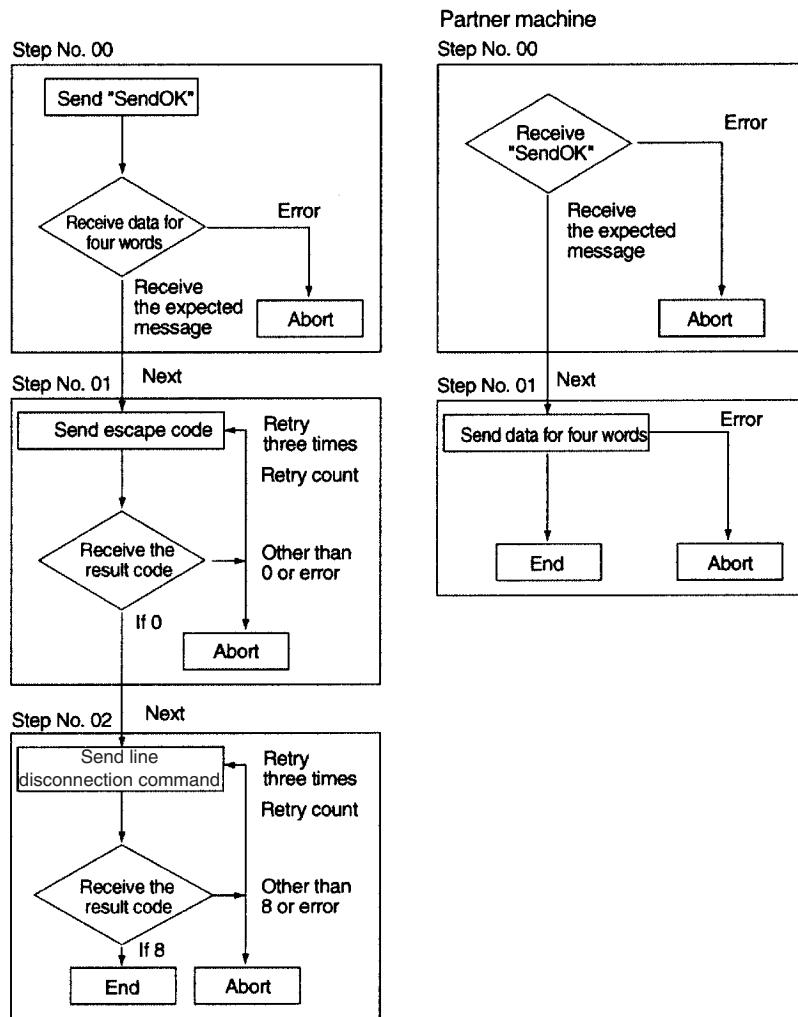 Step No. 00
Send "SendOK"
Receive data for
four words
Error
Receive
the expected
message
Abort
Next
Step No. 01
Send escape code
Retry
three times
Retry count
Receive the
result code
Other than
0 or error
If 0
Abort
Next
Step No. 02
Send line
disconnection command
Retry
three times
Retry count
Receive the
result code
Other than
8 or error
If 8
End
Abort
Partner machine
Step No. 00
Receive
"SendOK"
Error
Receive
the expected
message
Abort
Next
Step No. 01
Send data for four words
Error
End
Abort